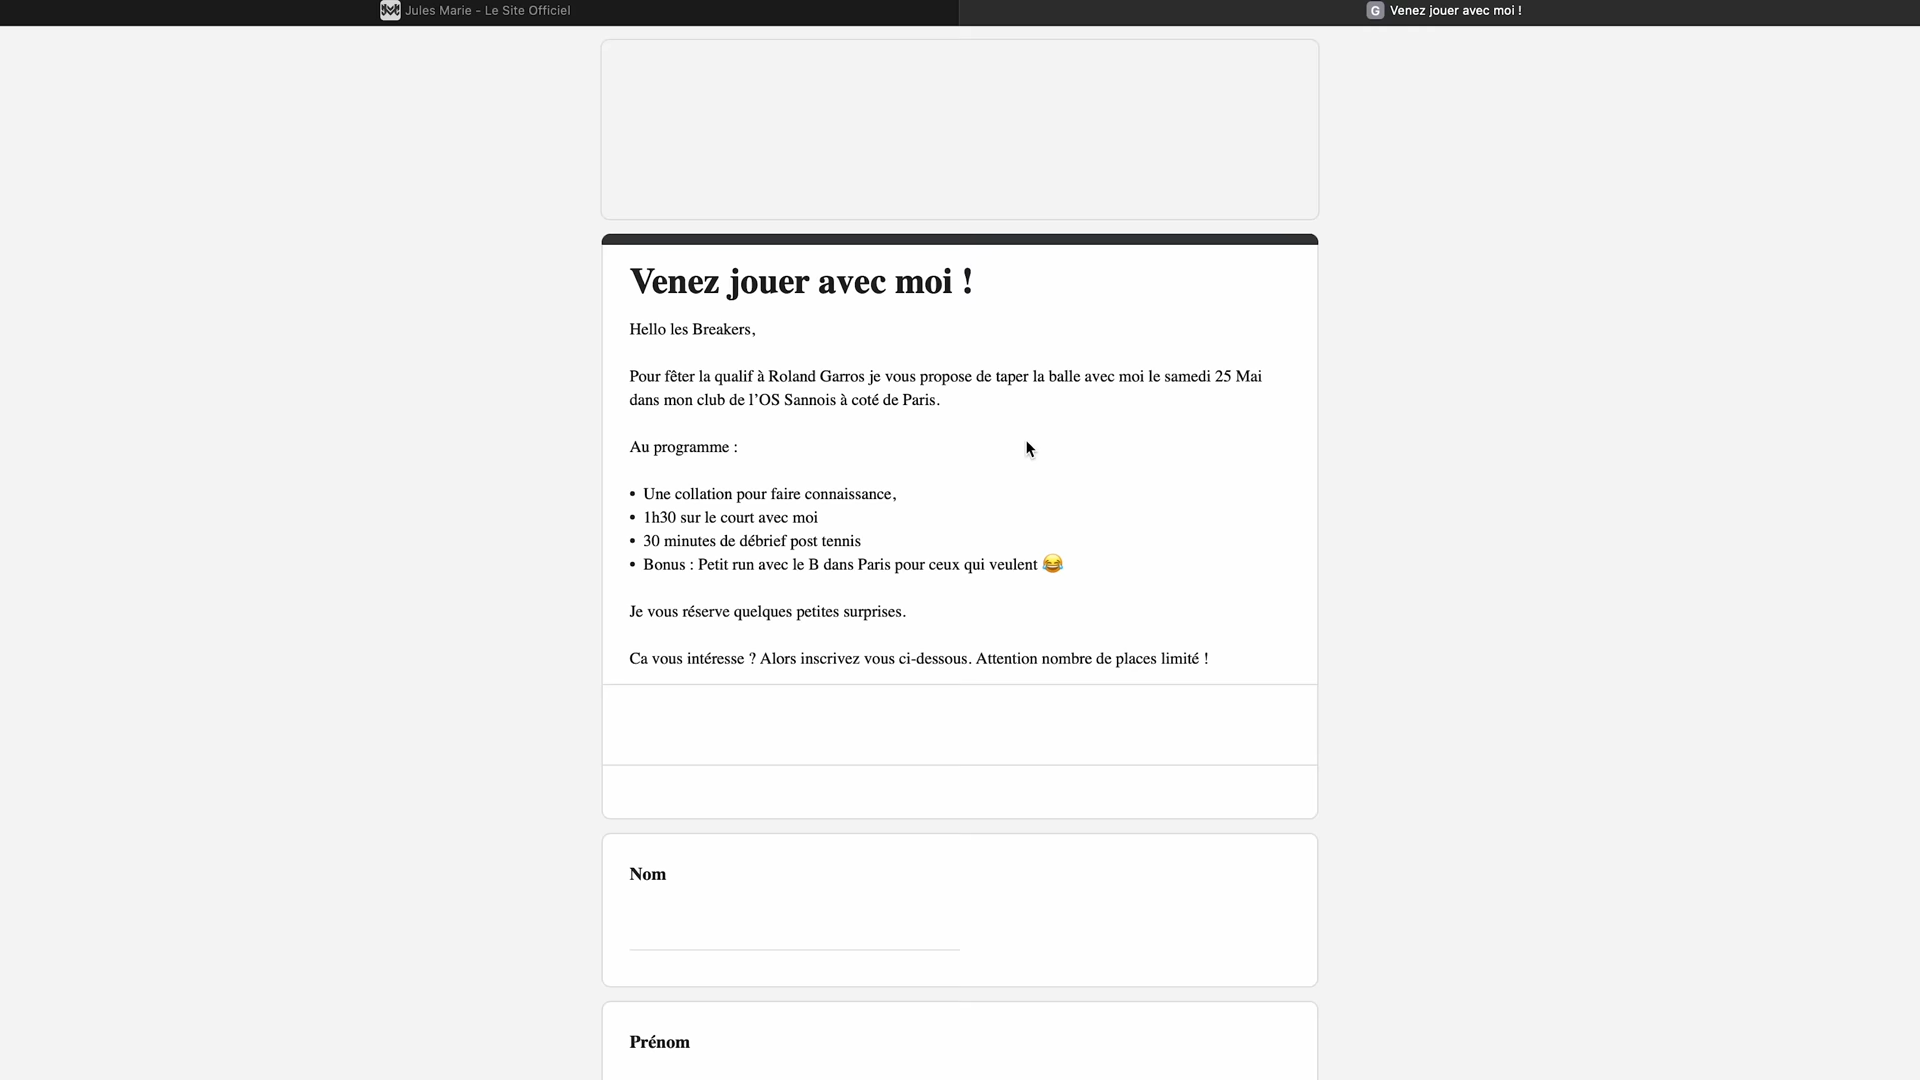 Jules Marie - Le Site Officiel
G Venez jouer avec moi !
Venez jouer avec moi !
Hello les Breakers,
Pour fêter la qualif à Roland Garros je vous propose de taper la balle avec moi le samedi 25 Mai
dans mon club de l’OS Sannois à coté de Paris.
Au programme :
• Une collation pour faire connaissance,
• 1h30 sur le court avec moi
• 30 minutes de débrief post tennis
• Bonus : Petit run avec le B dans Paris pour ceux qui veulent 😂
Je vous réserve quelques petites surprises.
Ca vous intéresse ? Alors inscrivez vous ci-dessous. Attention nombre de places limité !
Nom
Prénom